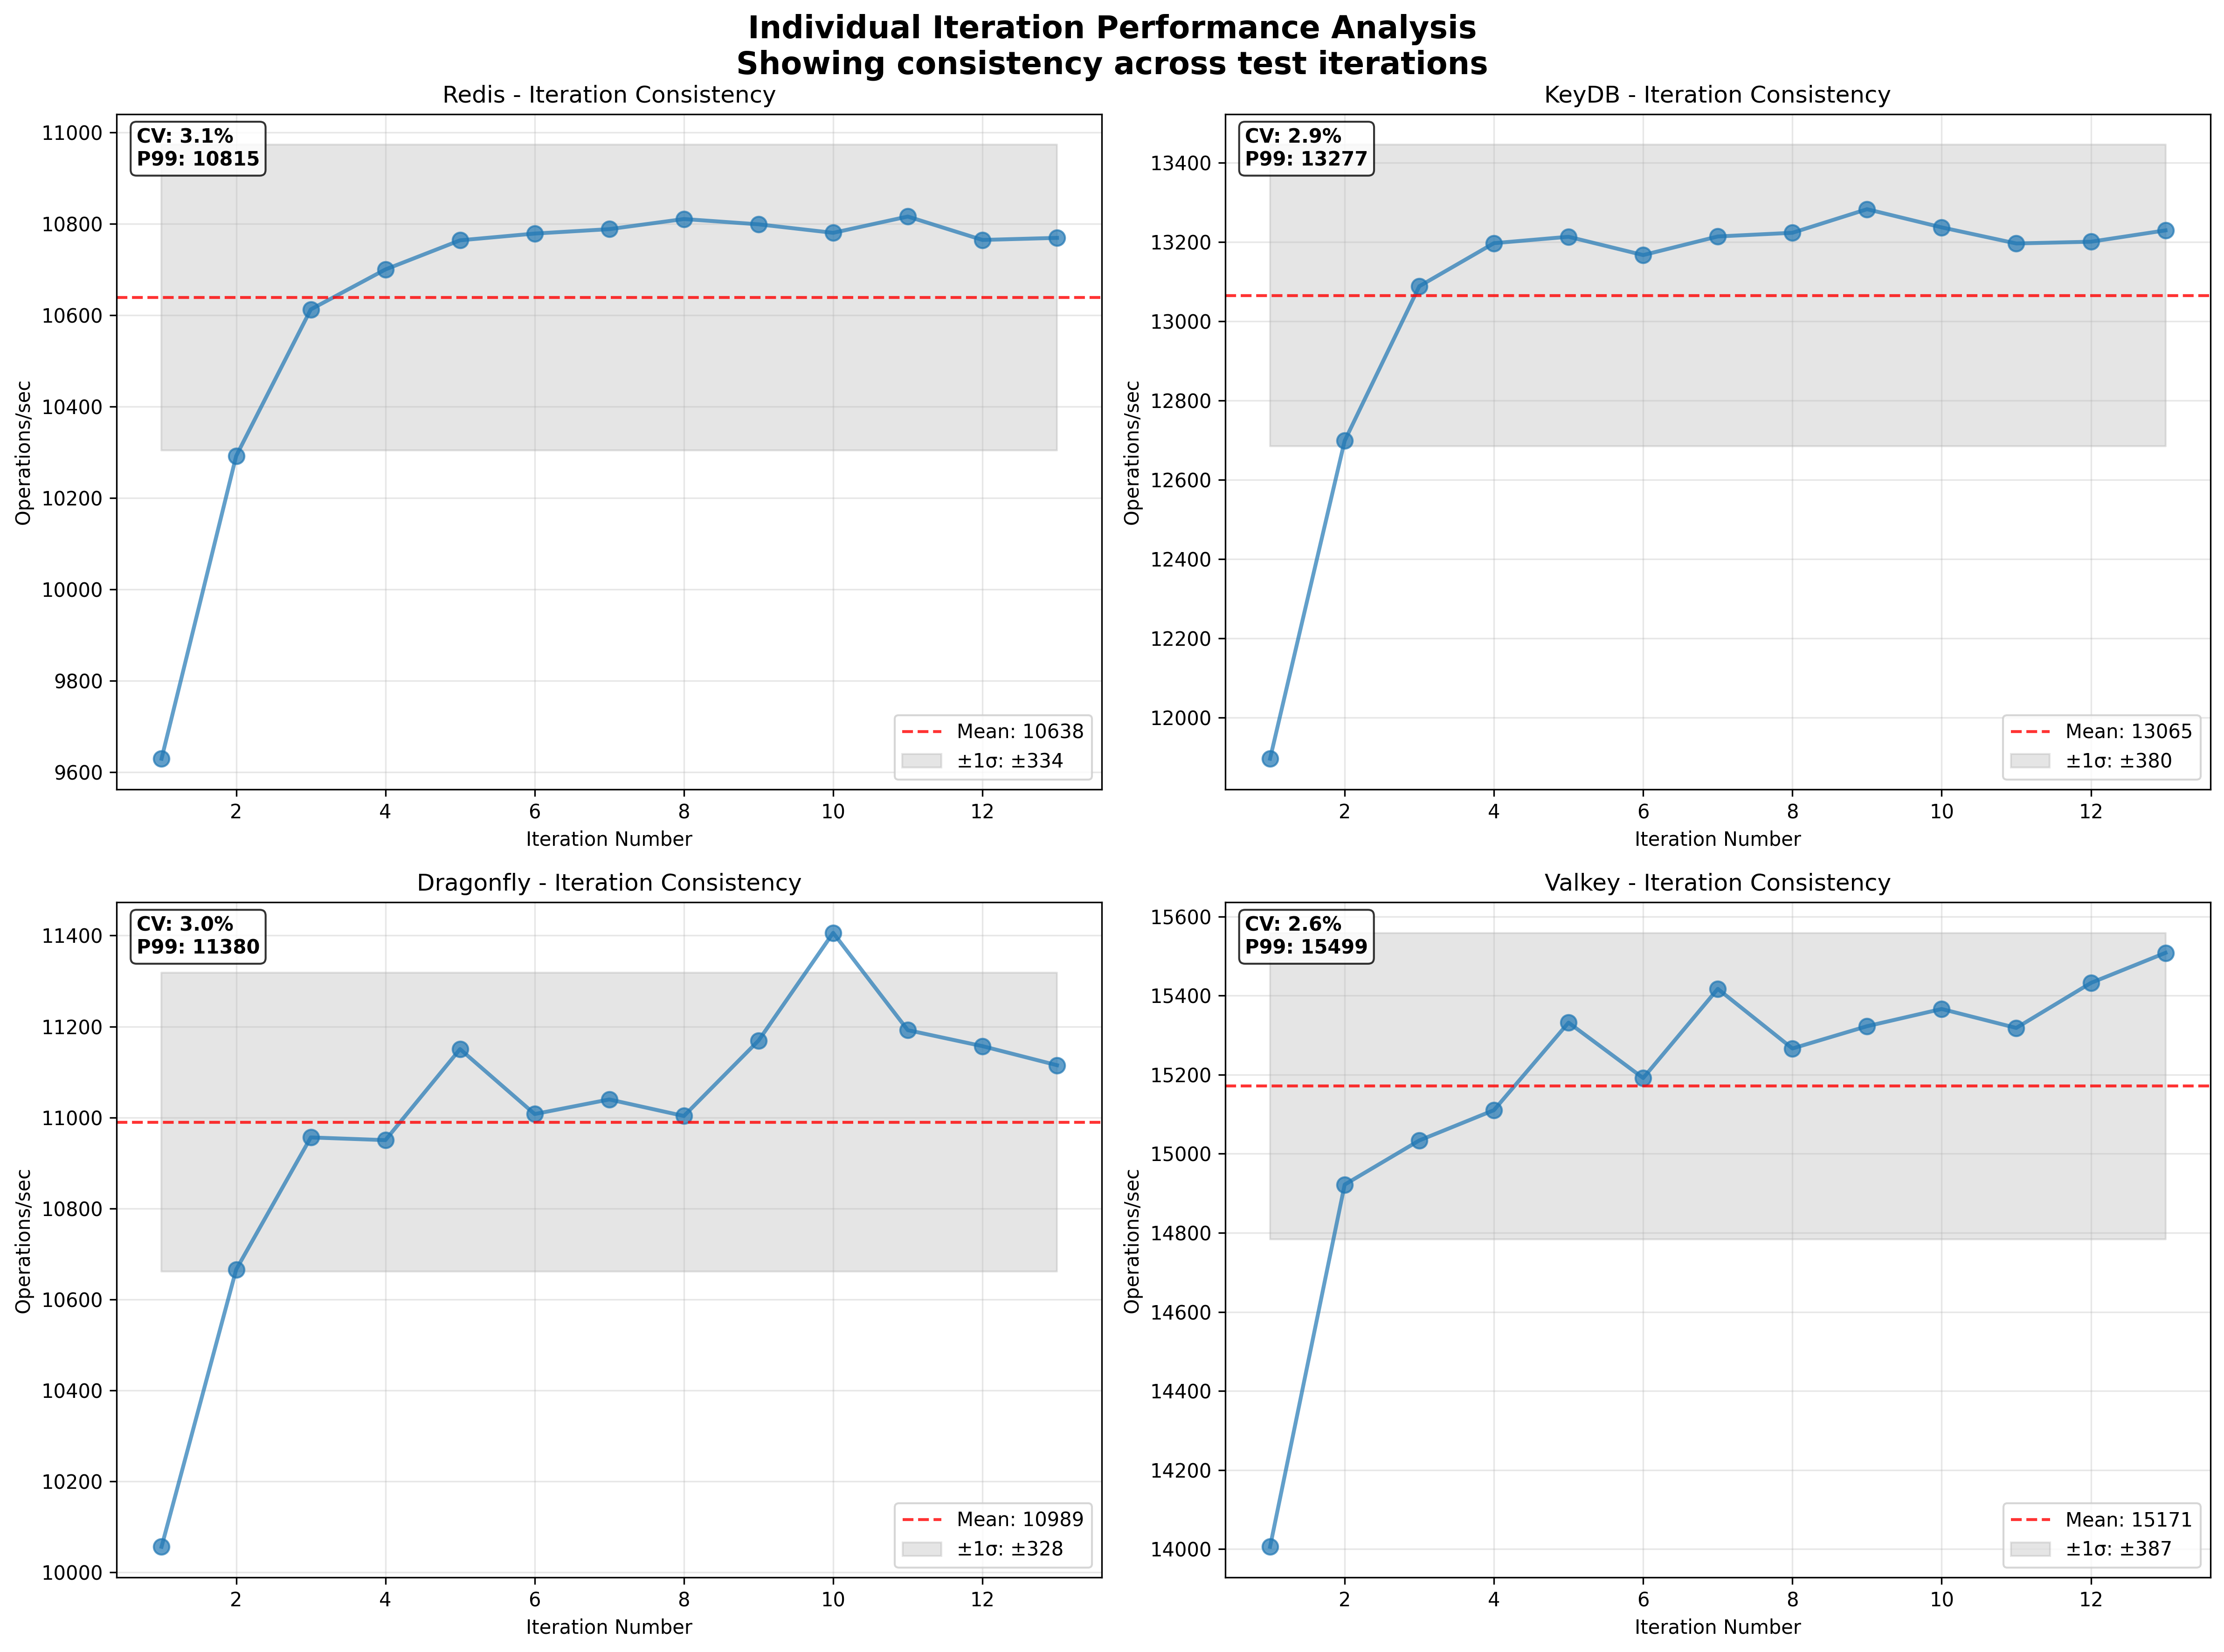 Individual Iteration Performance Analysis
Showing consistency across test iterations
Redis - Iteration Consistency
CV: 3.1%
P99: 10815
11000
10800
10600
10400
10200
10000
9800
9600
Operations/sec
Mean: 10638
±1σ: ±334
2 4 6 8 10 12
Iteration Number
KeyDB - Iteration Consistency
CV: 2.9%
P99: 13277
13400
13200
13000
12800
12600
12400
12200
12000
Operations/sec
Mean: 13065
±1σ: ±380
2 4 6 8 10 12
Iteration Number
Dragonfly - Iteration Consistency
CV: 3.0%
P99: 11380
11400
11200
11000
10800
10600
10400
10200
10000
Operations/sec
Mean: 10989
±1σ: ±328
2 4 6 8 10 12
Iteration Number
Valkey - Iteration Consistency
CV: 2.6%
P99: 15499
15600
15400
15200
15000
14800
14600
14400
14200
14000
Operations/sec
Mean: 15171
±1σ: ±387
2 4 6 8 10 12
Iteration Number